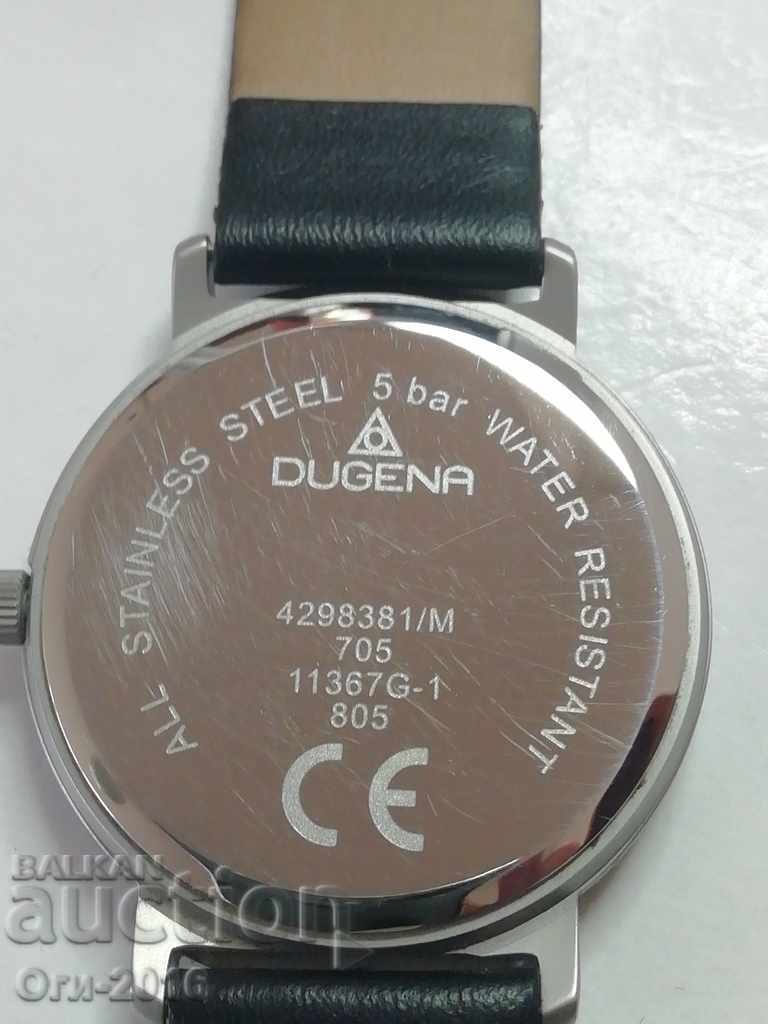 ALL STAINLESS STEEL 5 bar WATER RESISTANT
DUGENA
4298381/M
705
11367G-1
805
CE
BALKAN
auction
Оги-2016